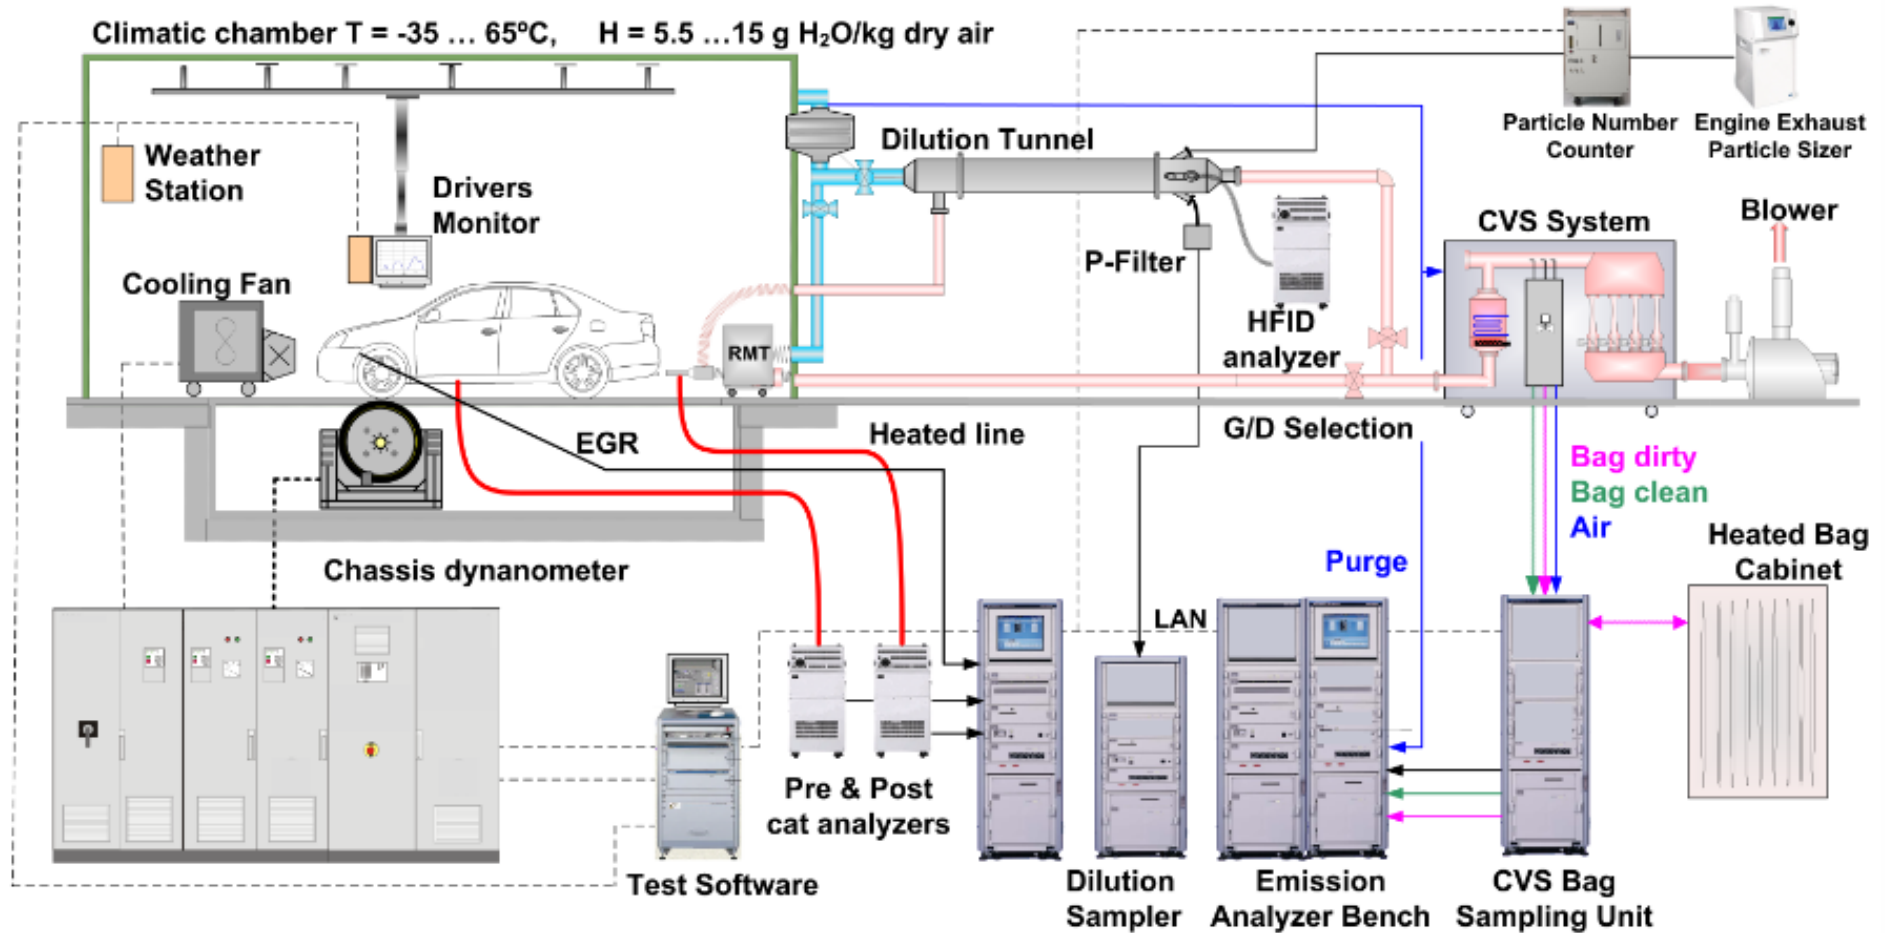 Climatic chamber T = -35 … 65ºC, H = 5.5 …15 g H₂O/kg dry air
Particle Number
Counter
Engine Exhaust
Particle Sizer
Weather
Station
Drivers
Monitor
Dilution Tunnel
Cooling Fan
P-Filter
CVS System
Blower
HFID
analyzer
RMT
EGR
Heated line
G/D Selection
Bag dirty
Bag clean
Air
Heated Bag
Cabinet
Purge
Chassis dynanometer
LAN
Pre & Post
cat analyzers
Test Software
Dilution
Sampler
Emission
Analyzer Bench
CVS Bag
Sampling Unit